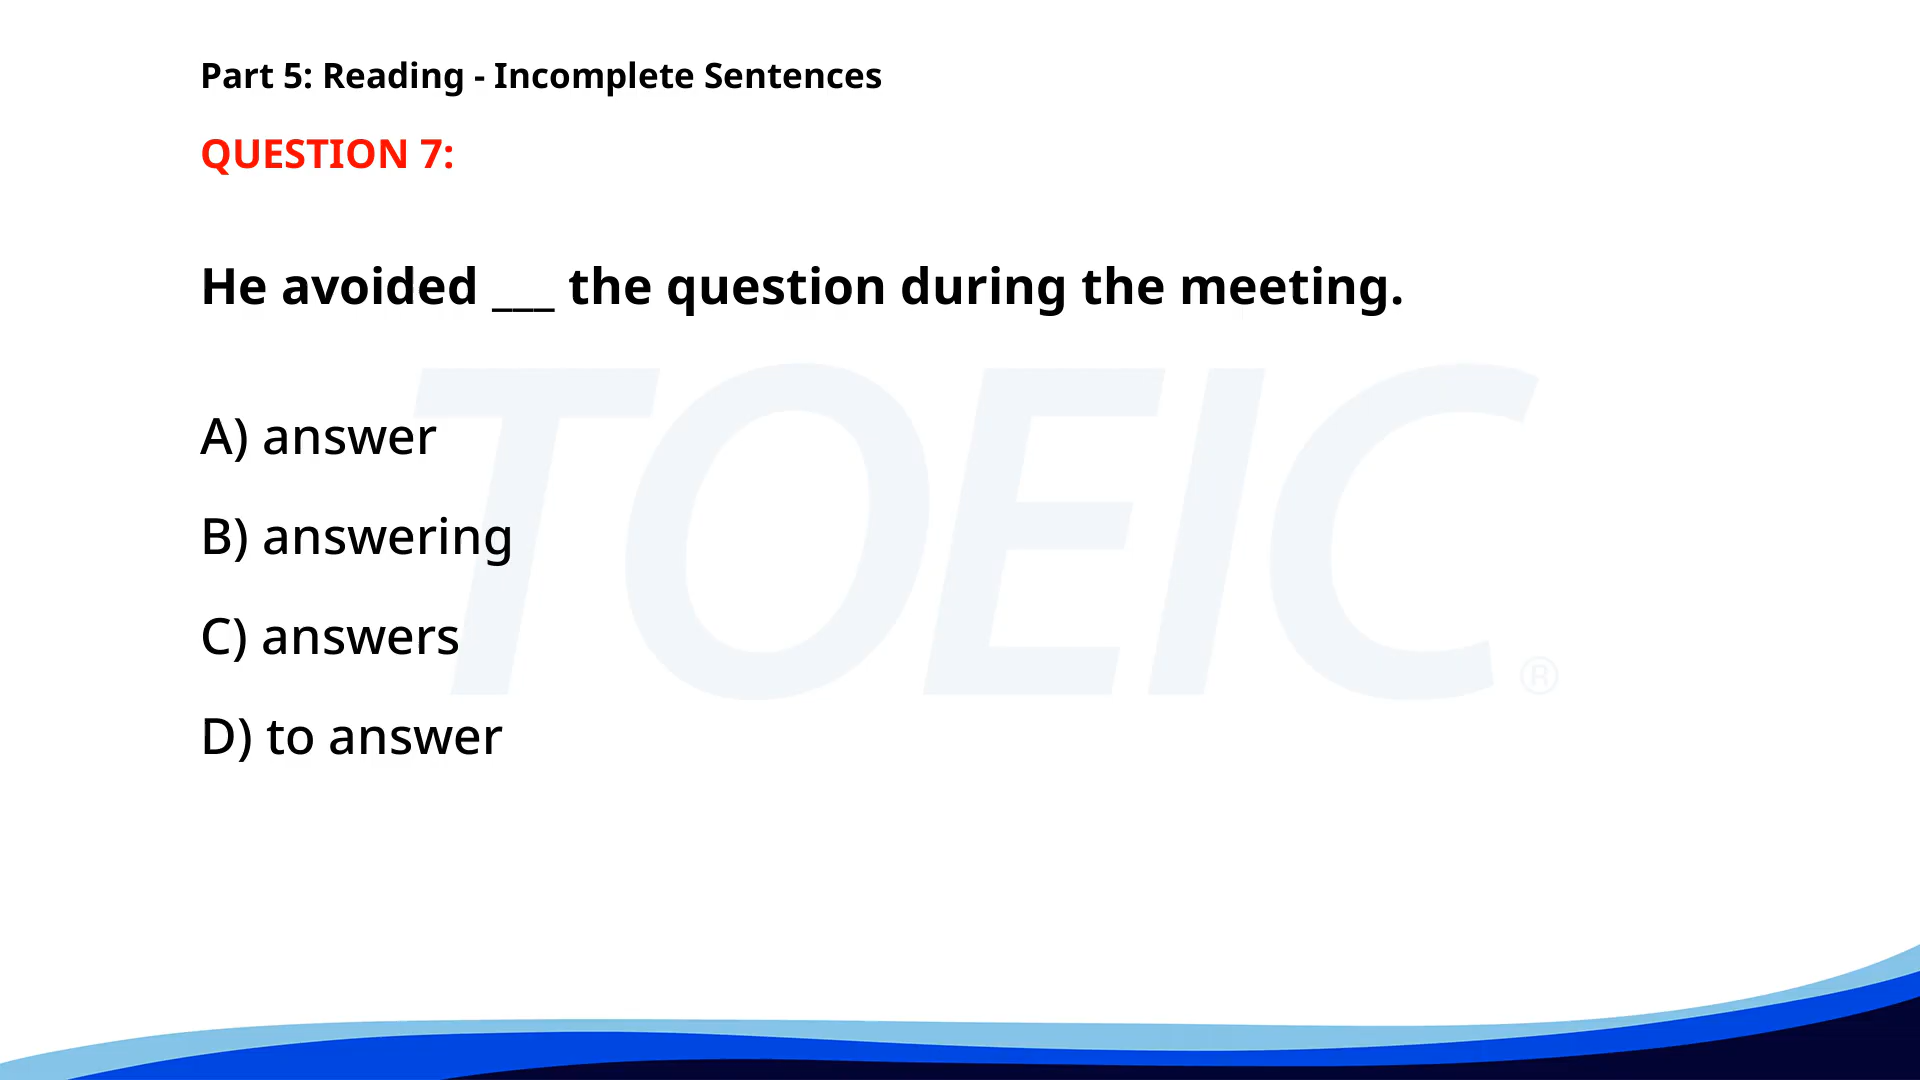 Part 5: Reading - Incomplete Sentences
QUESTION 7:
He avoided ___ the question during the meeting.
TOEIC®
A) answer
B) answering
C) answers
D) to answer